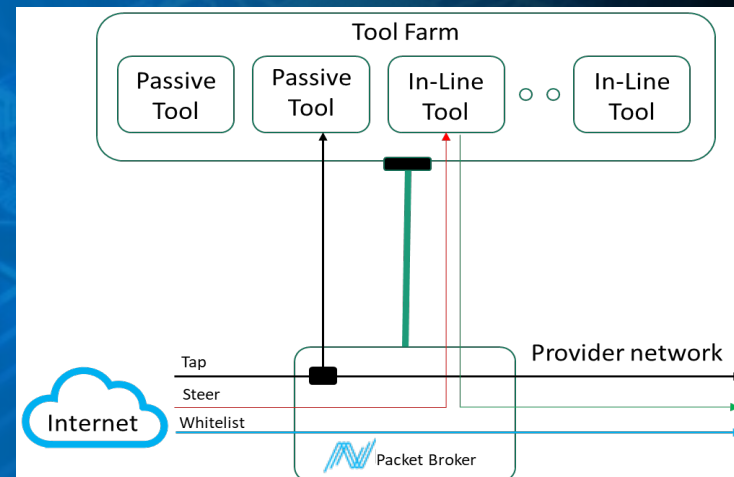 Tool Farm
Passive
Tool
Passive
Tool
In-Line
Tool
In-Line
Tool
Provider network
Tap
Steer
Internet
Whitelist
Packet Broker